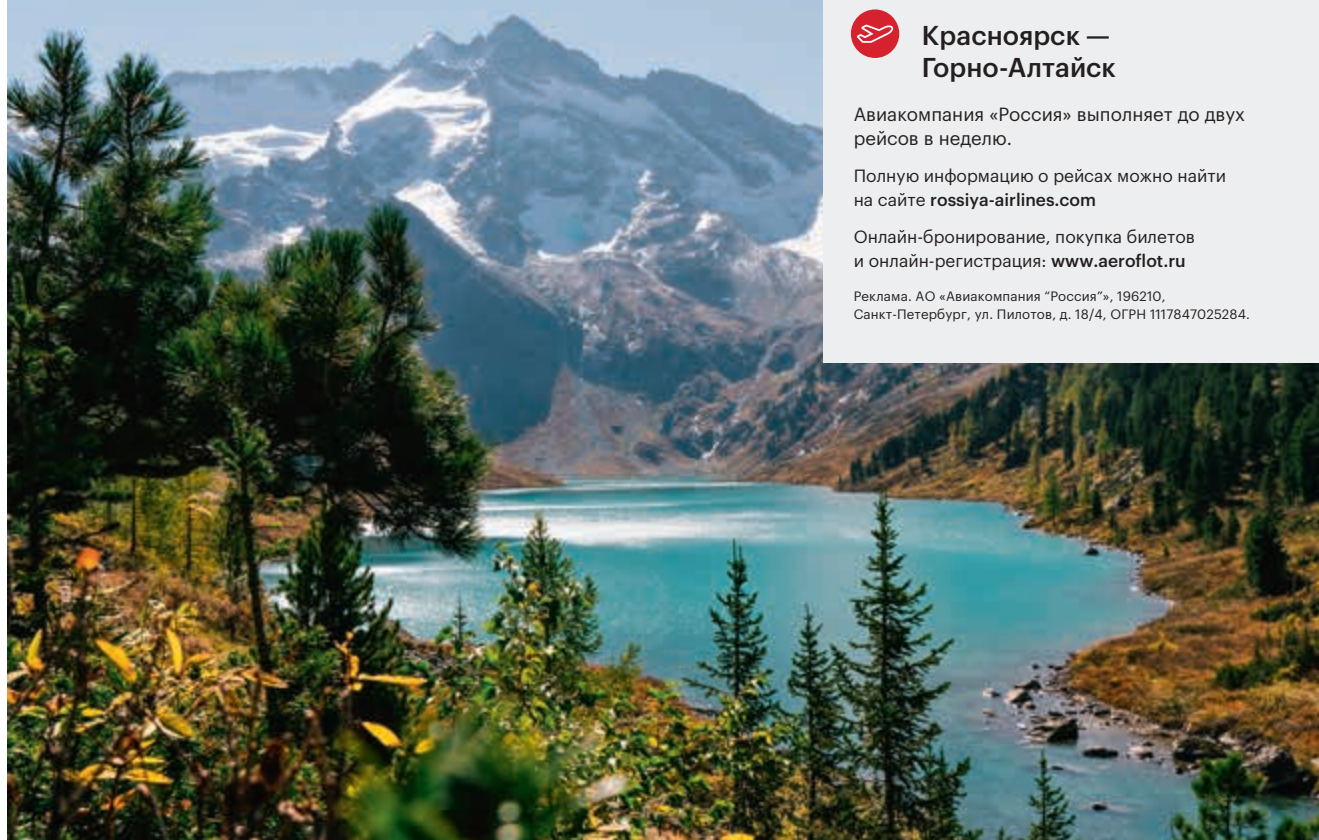 Красноярск —
Горно-Алтайск
Авиакомпания «Россия» выполняет до двух
рейсов в неделю.
Полную информацию о рейсах можно найти
на сайте rossiya-airlines.com
Онлайн-бронирование, покупка билетов
и онлайн-регистрация: www.aeroflot.ru
Реклама. АО «Авиакомпания “Россия”», 196210,
Санкт-Петербург, ул. Пилотов, д. 18/4, ОГРН 1117847025284.